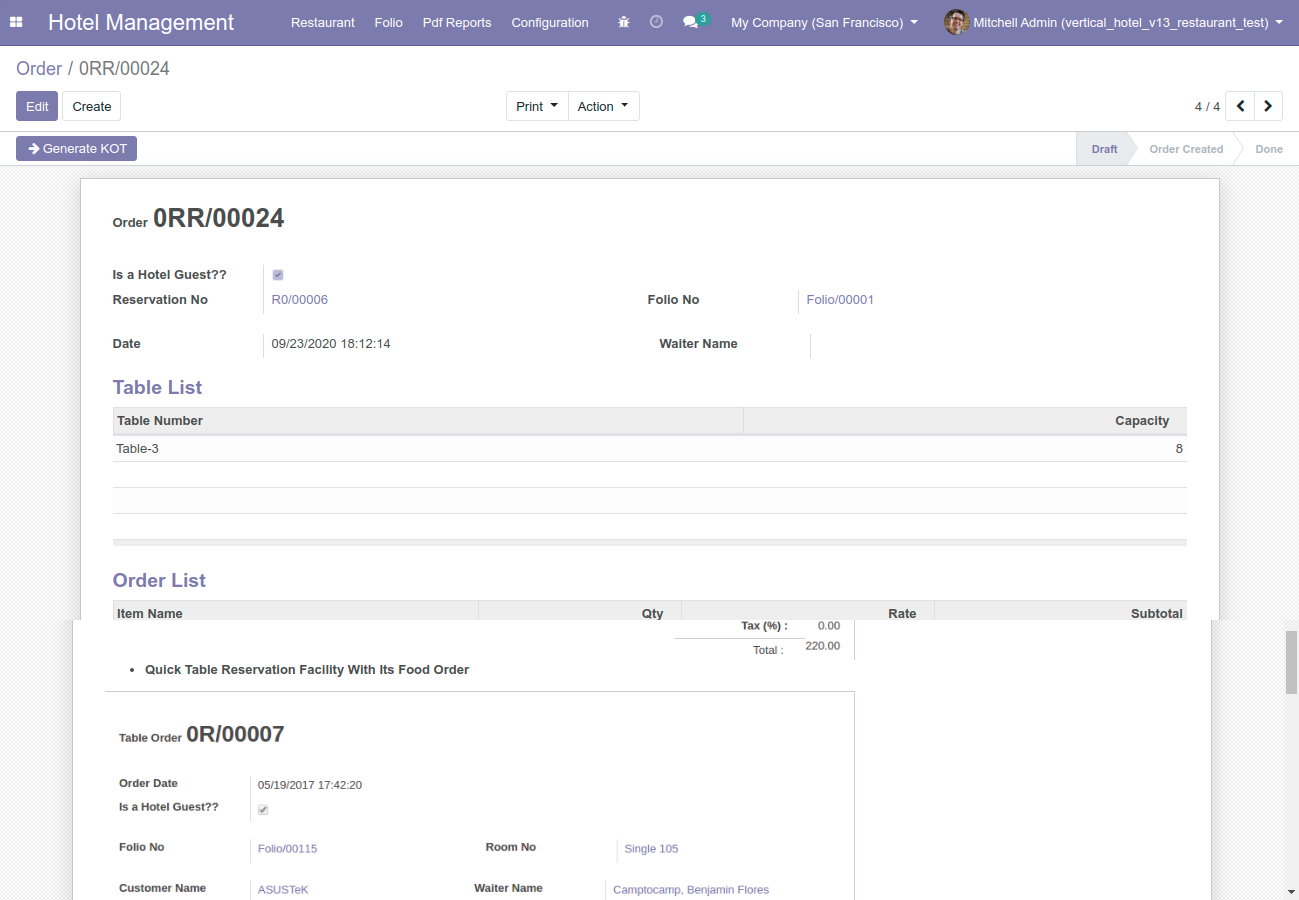 Hotel Management Restaurant Folio Pdf Reports Configuration 3 My Company (San Francisco) Mitchell Admin (vertical_hotel_v13_restaurant_test)
Order / 0RR/00024
Edit Create Print Action 4 / 4
Generate KOT Draft Order Created Done
Order 0RR/00024
Is a Hotel Guest??
Reservation No R0/00006 Folio No Folio/00001
Date 09/23/2020 18:12:14 Waiter Name
Table List
Table Number Capacity
Table-3 8
Order List
Item Name Qty Rate Subtotal
Tax (%) : 0.00
Total : 220.00
• Quick Table Reservation Facility With Its Food Order
Table Order 0R/00007
Order Date 05/19/2017 17:42:20
Is a Hotel Guest??
Folio No Folio/00115 Room No Single 105
Customer Name ASUSTeK Waiter Name Camptocamp, Benjamin Flores